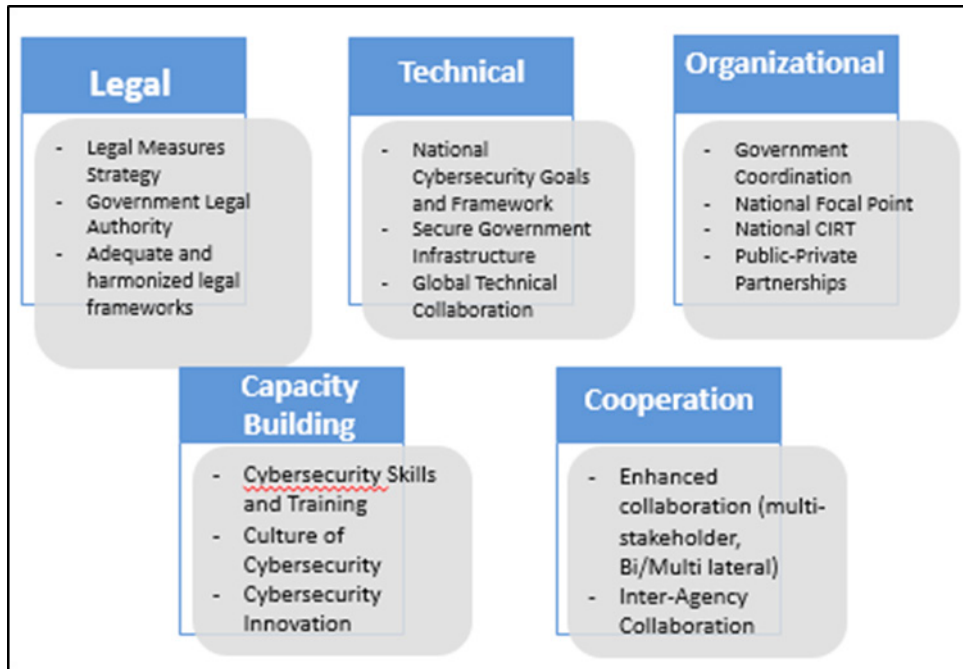 Legal
- Legal Measures
Strategy
- Government Legal
Authority
- Adequate and
harmonized legal
frameworks
Technical
- National
Cybersecurity Goals
and Framework
- Secure Government
Infrastructure
- Global Technical
Collaboration
Organizational
- Government
Coordination
- National Focal Point
- National CIRT
- Public-Private
Partnerships
Capacity
Building
- Cybersecurity Skills
and Training
- Culture of
Cybersecurity
- Cybersecurity
Innovation
Cooperation
- Enhanced
collaboration (multi-
stakeholder,
Bi/Multi lateral)
- Inter-Agency
Collaboration